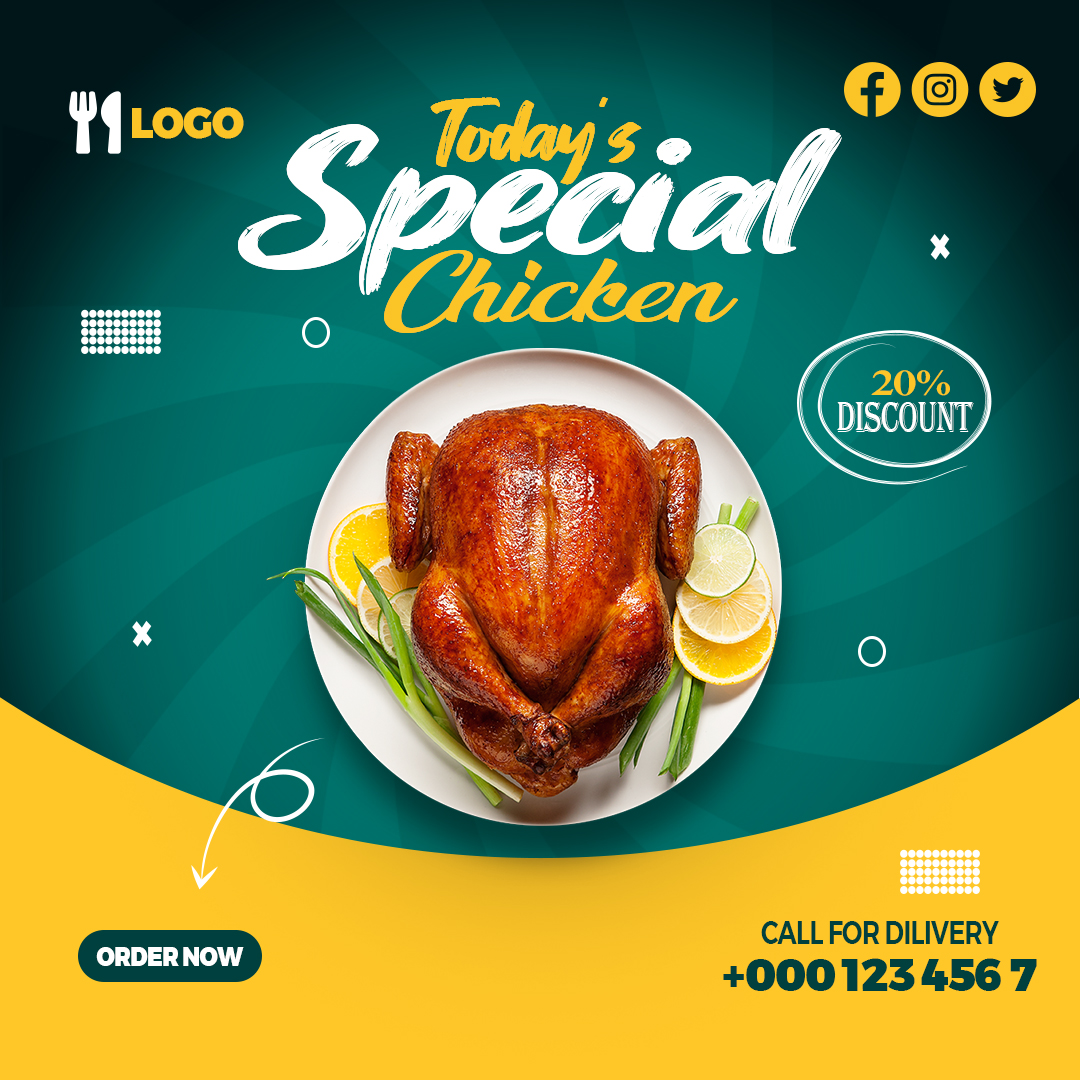 LOGO
Today's
Special
Chicken
20%
DISCOUNT
ORDER NOW
CALL FOR DILIVERY
+000 123 456 7